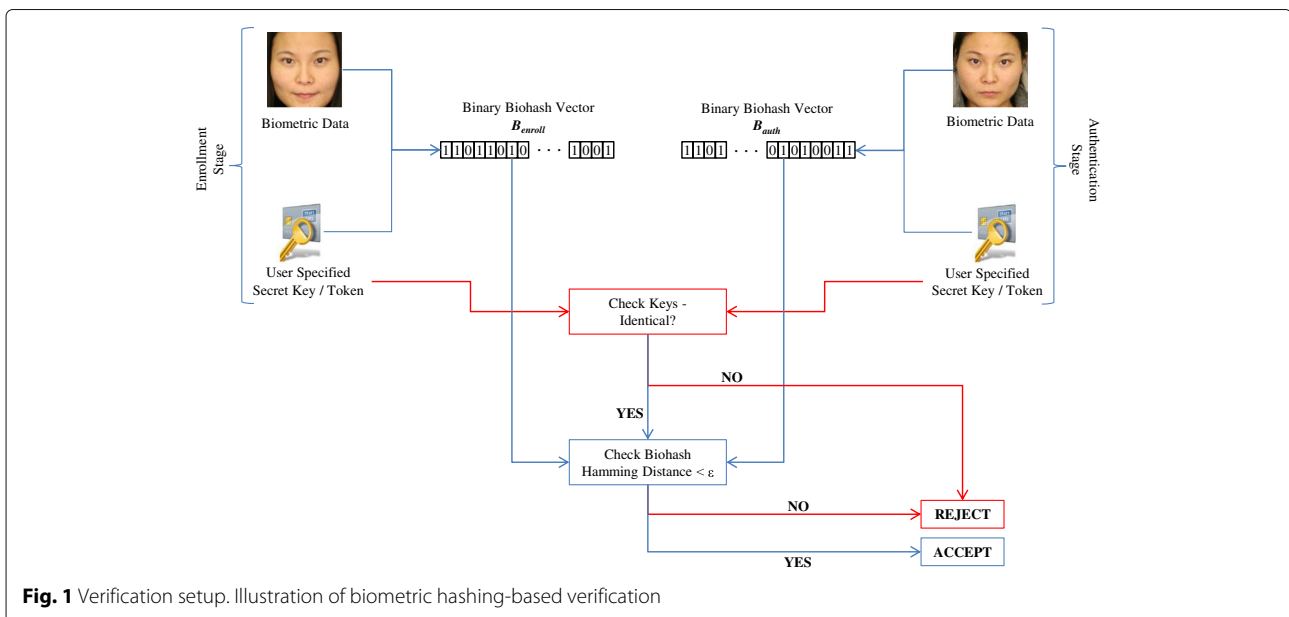 Enrollment
Stage
Biometric Data
User Specified
Secret Key / Token
Binary Biohash Vector
B_enroll
1 1 0 1 1 0 1 0 · · · 1 0 0 1
Binary Biohash Vector
B_auth
1 1 0 1 · · · 0 1 0 1 0 0 1 1
Biometric Data
User Specified
Secret Key / Token
Authentication
Stage
Check Keys -
Identical?
NO
YES
Check Biohash
Hamming Distance < ε
NO
REJECT
YES
ACCEPT
Fig. 1 Verification setup. Illustration of biometric hashing-based verification